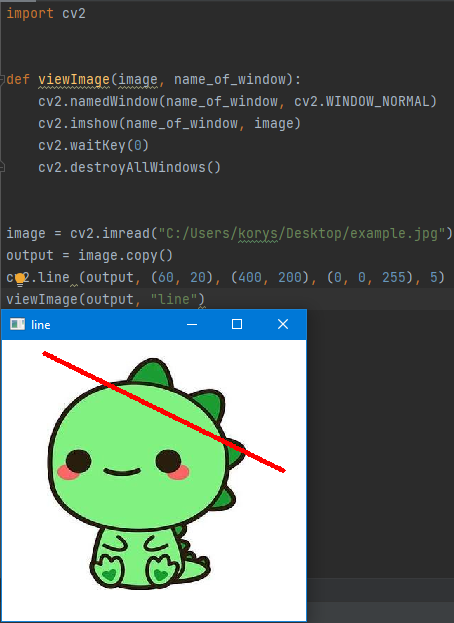 import cv2
def viewImage(image, name_of_window):
cv2.namedWindow(name_of_window, cv2.WINDOW_NORMAL)
cv2.imshow(name_of_window, image)
cv2.waitKey(0)
cv2.destroyAllWindows()
image = cv2.imread("C:/Users/korys/Desktop/example.jpg")
output = image.copy()
cv2.line (output, (60, 20), (400, 200), (0, 0, 255), 5)
viewImage(output, "line")
line